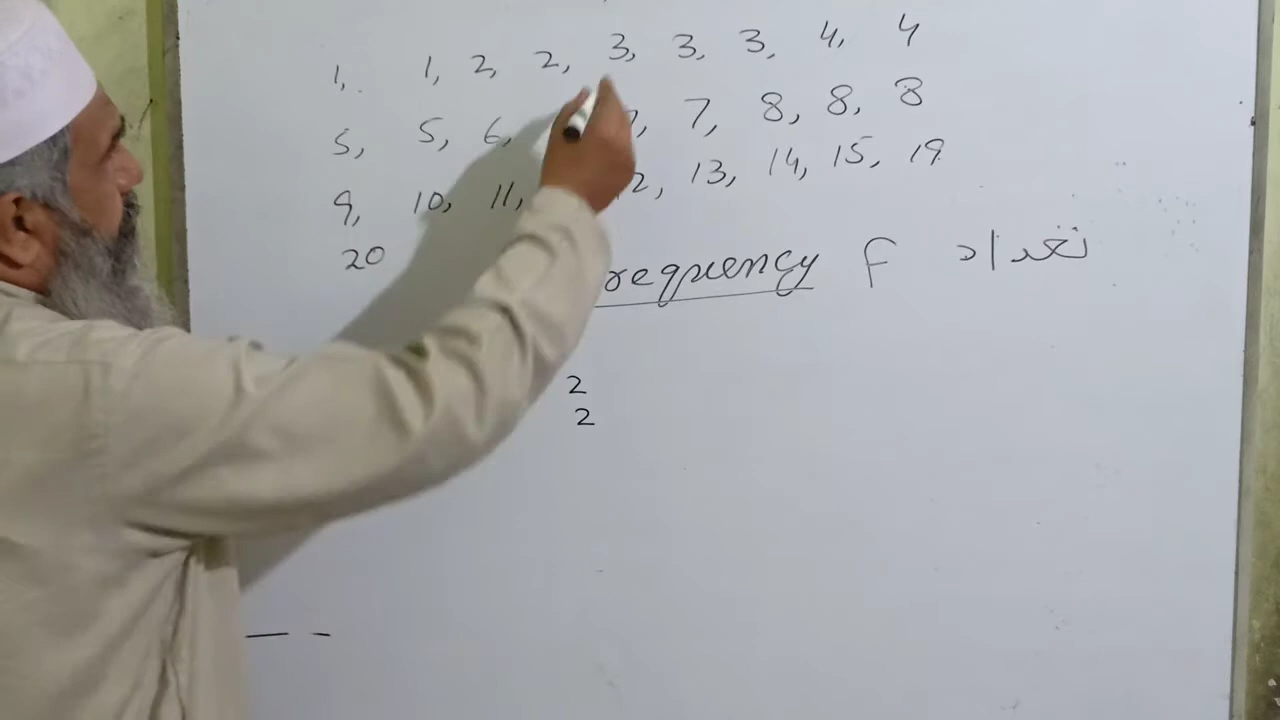 1, 1, 2, 2, 3, 3, 3, 4, 4
5, 5, 6, 7, 8, 8, 8
9, 10, 11, 13, 14, 15, 19
20
requency F تعداد
2
2